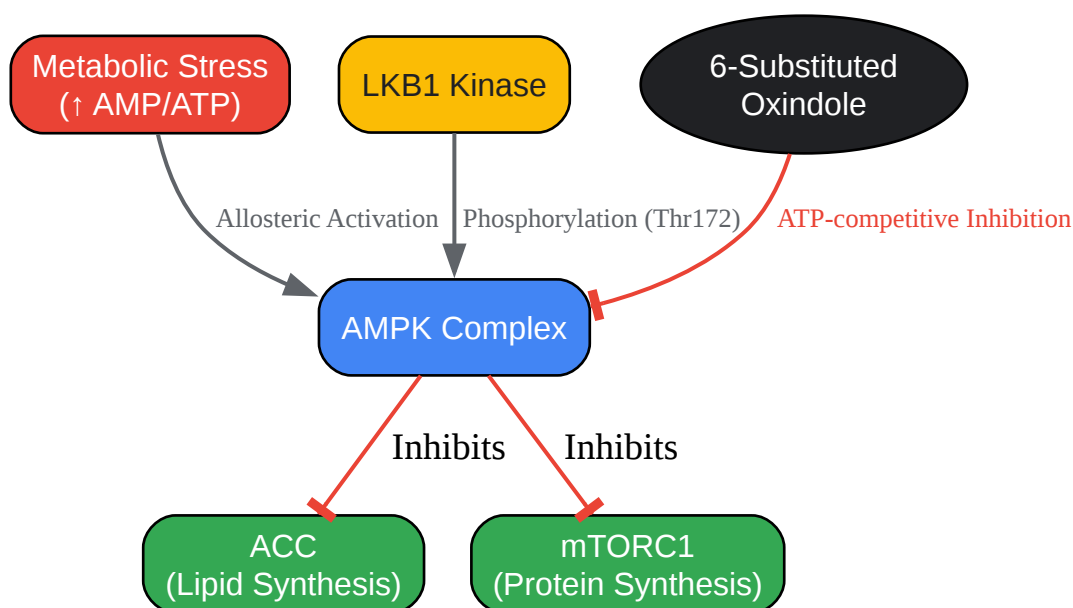 Metabolic Stress
(↑ AMP/ATP)
LKB1 Kinase
6-Substituted
Oxindole
Allosteric Activation
Phosphorylation (Thr172)
ATP-competitive Inhibition
AMPK Complex
Inhibits
Inhibits
ACC
(Lipid Synthesis)
mTORC1
(Protein Synthesis)